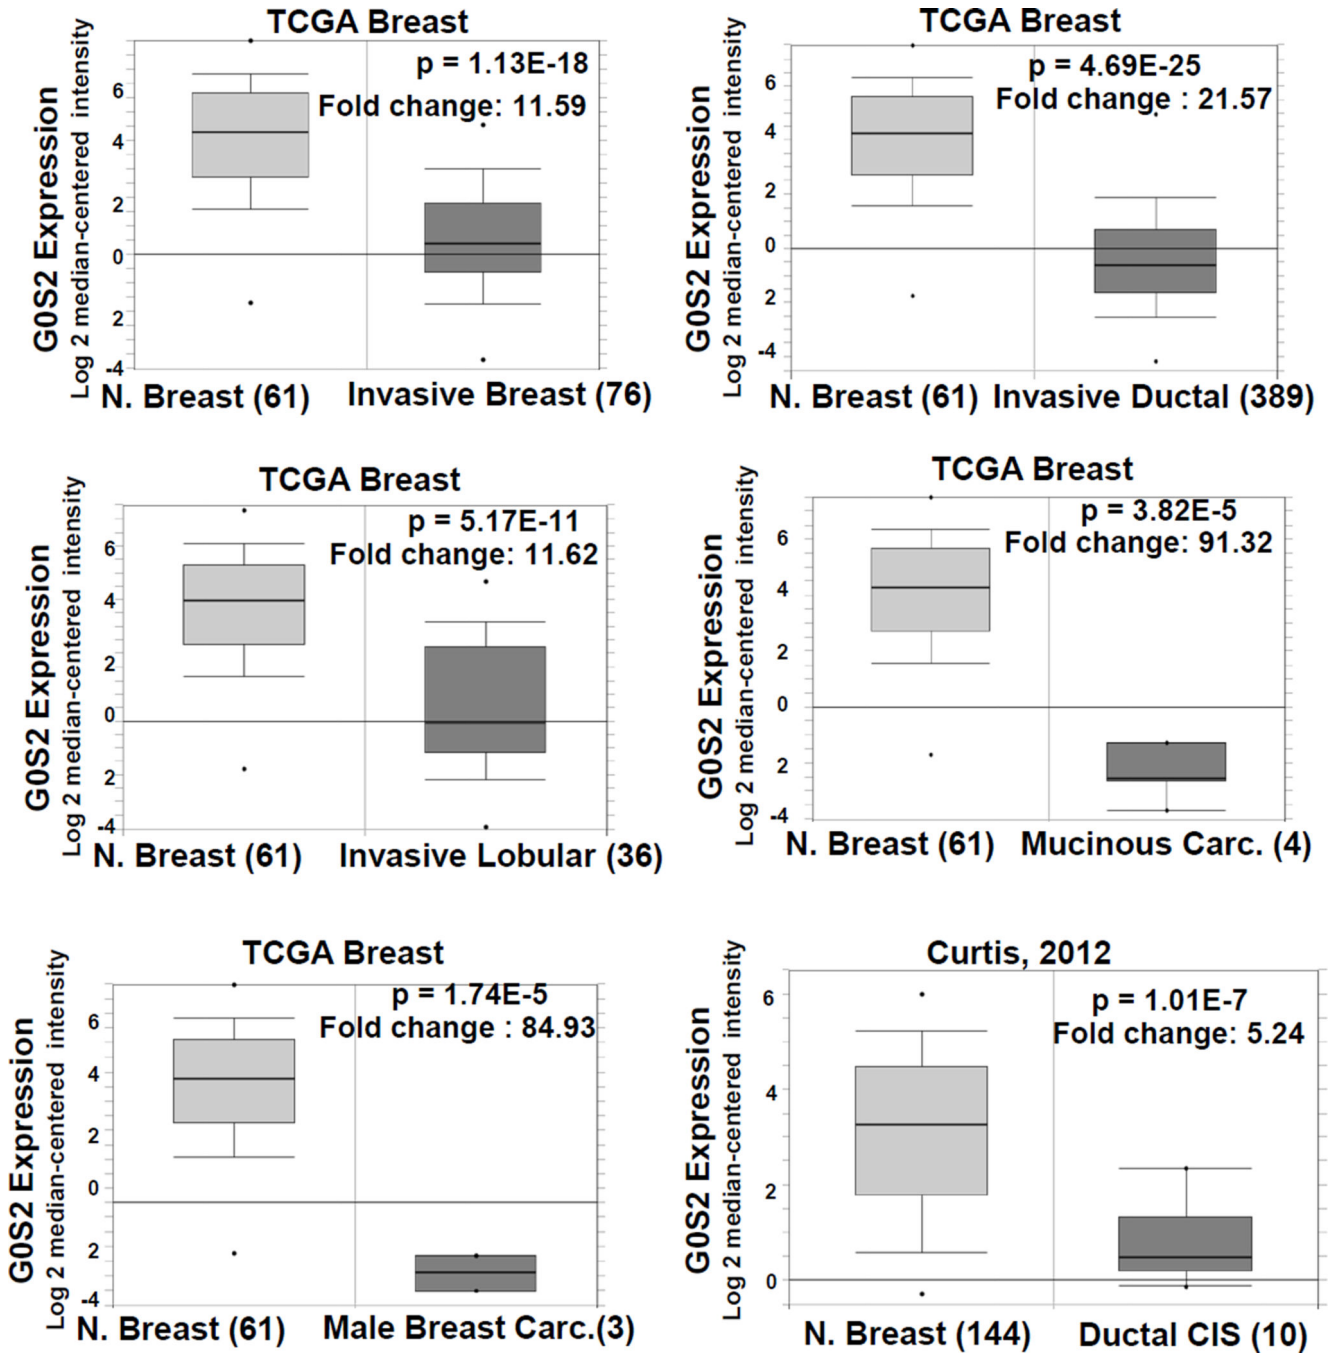 TCGA Breast
p = 1.13E-18
Fold change: 11.59
G0S2 Expression
Log 2 median-centered intensity
6
4
2
0
2
-4
N. Breast (61)
Invasive Breast (76)
TCGA Breast
p = 4.69E-25
Fold change : 21.57
G0S2 Expression
Log 2 median-centered intensity
6
4
2
0
2
-4
N. Breast (61)
Invasive Ductal (389)
TCGA Breast
p = 5.17E-11
Fold change: 11.62
G0S2 Expression
Log 2 median-centered intensity
6
4
2
0
2
-4
N. Breast (61)
Invasive Lobular (36)
TCGA Breast
p = 3.82E-5
Fold change: 91.32
G0S2 Expression
Log 2 median-centered intensity
6
4
2
0
2
-4
N. Breast (61)
Mucinous Carc. (4)
TCGA Breast
p = 1.74E-5
Fold change : 84.93
G0S2 Expression
Log 2 median-centered intensity
6
4
2
0
2
-4
N. Breast (61)
Male Breast Carc.(3)
Curtis, 2012
p = 1.01E-7
Fold change: 5.24
G0S2 Expression
Log 2 median-centered intensity
6
4
2
0
N. Breast (144)
Ductal CIS (10)